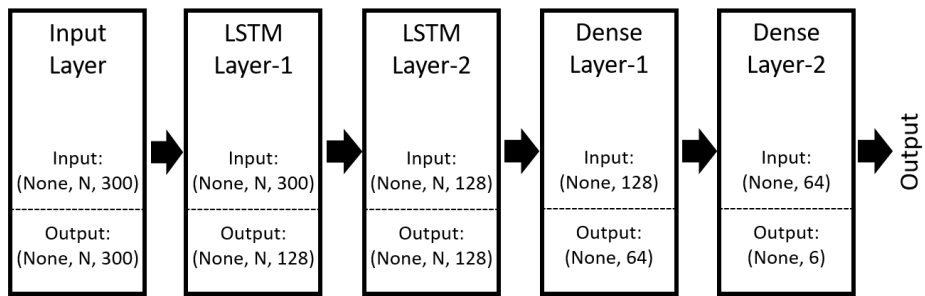 Input
Layer
Input:
(None, N, 300)
Output:
(None, N, 300)
LSTM
Layer-1
Input:
(None, N, 300)
Output:
(None, N, 128)
LSTM
Layer-2
Input:
(None, N, 128)
Output:
(None, N, 128)
Dense
Layer-1
Input:
(None, 128)
Output:
(None, 64)
Dense
Layer-2
Input:
(None, 64)
Output:
(None, 6)
Output